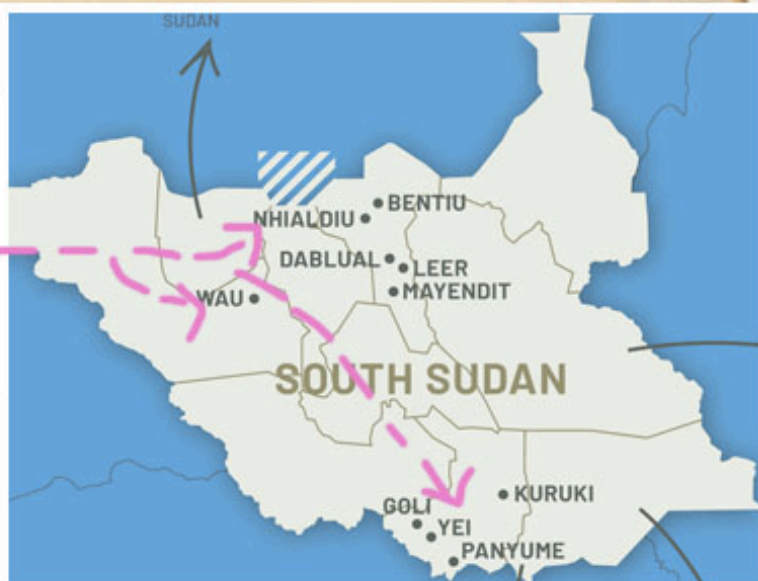 SUDAN
BENTIU
NHIALDIU
DABLUAL
LEER
MAYENDIT
WAU
SOUTH SUDAN
KURUKI
GOLI
YEI
PANYUME